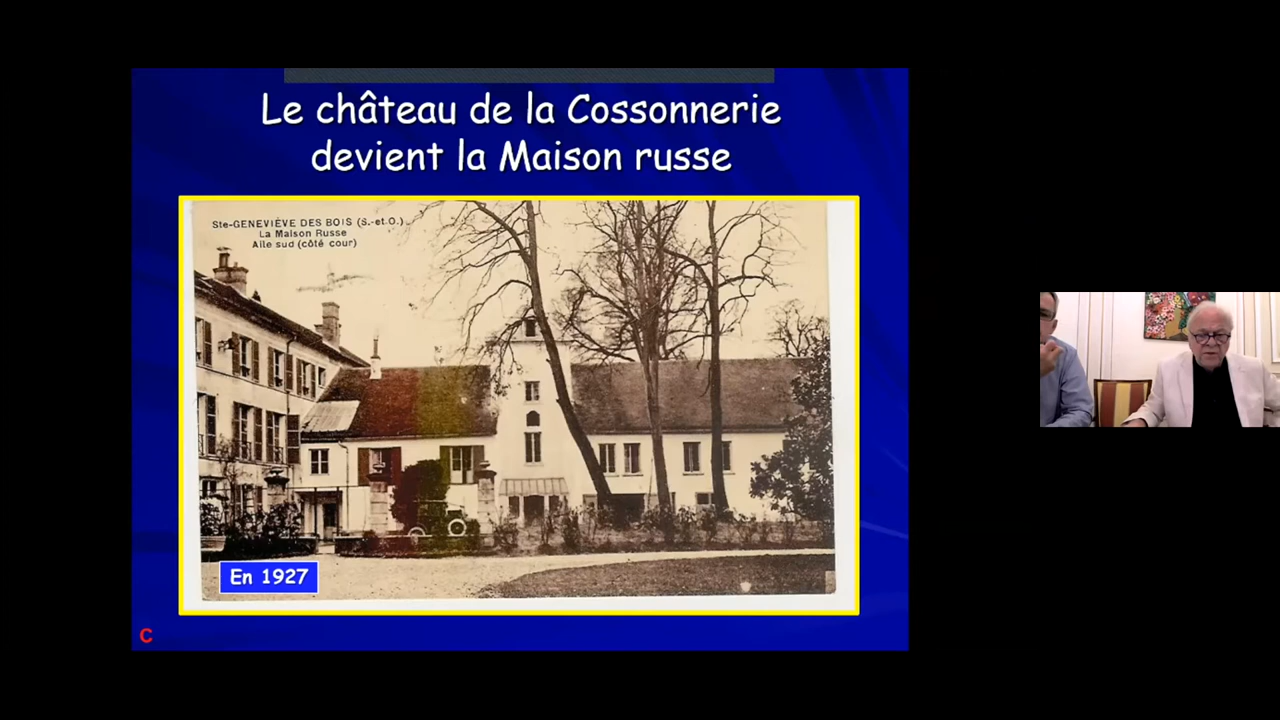 Le château de la Cossonnerie
devient la Maison russe
Ste-GENEVIÈVE DES BOIS (S.-et.O.)
La Maison Russe
Aile sud (côté cour)
En 1927
C